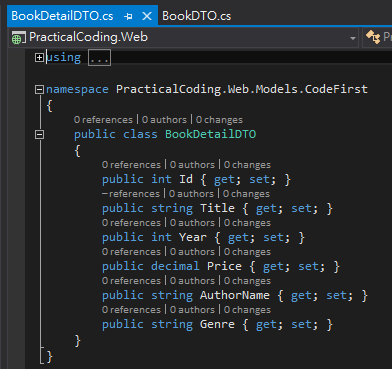 BookDetailDTO.cs BookDTO.cs
PracticalCoding.Web
using ...
namespace PracticalCoding.Web.Models.CodeFirst
{
0 references | 0 authors | 0 changes
public class BookDetailDTO
{
0 references | 0 authors | 0 changes
public int Id { get; set; }
– references | 0 authors | 0 changes
public string Title { get; set; }
0 references | 0 authors | 0 changes
public int Year { get; set; }
0 references | 0 authors | 0 changes
public decimal Price { get; set; }
0 references | 0 authors | 0 changes
public string AuthorName { get; set; }
0 references | 0 authors | 0 changes
public string Genre { get; set; }
}
}